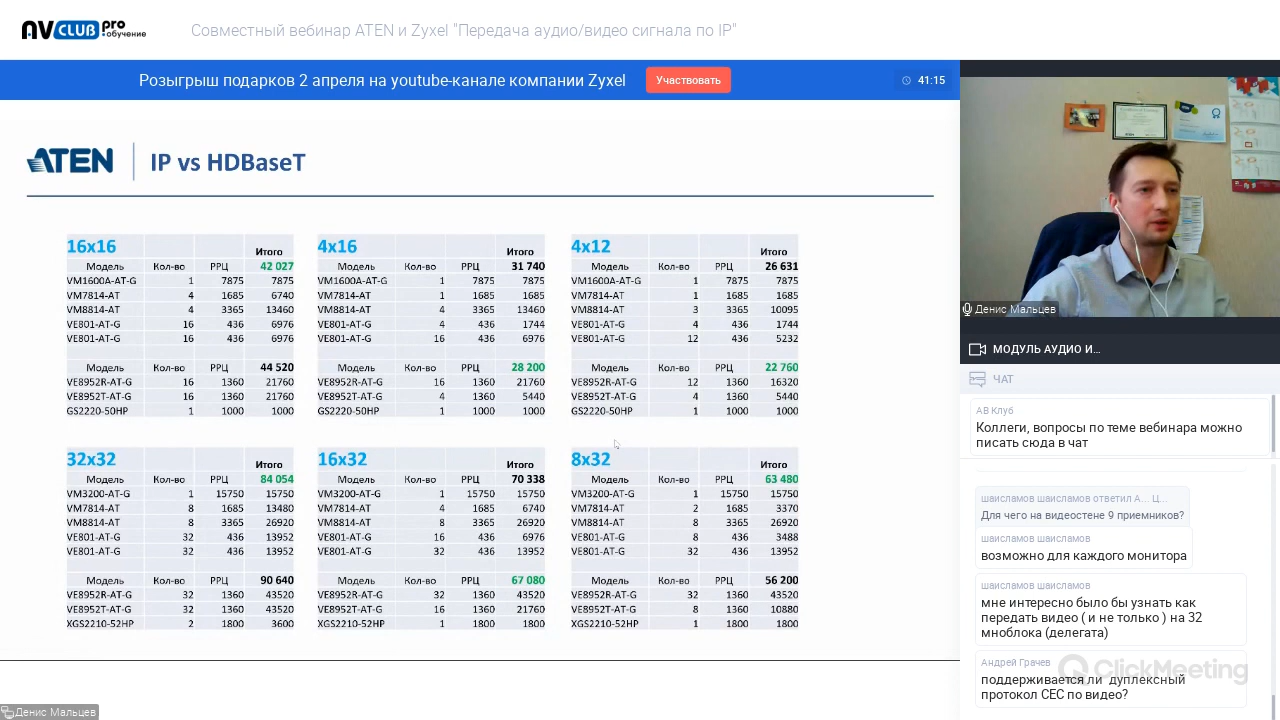 AVCLUBpro
•обучение
Совместный вебинар ATEN и Zyxel "Передача аудио/видео сигнала по IP"
Розыгрыш подарков 2 апреля на youtube-канале компании Zyxel
Участвовать
41:15
ATEN
IP vs HDBaseT
16x16
Итого
Модель Кол-во РРЦ 42 027
VM1600A-AT-G 1 7875 7875
VM7814-AT 4 1685 6740
VM8814-AT 4 3365 13460
VE801-AT-G 16 436 6976
VE801-AT-G 16 436 6976
Модель Кол-во РРЦ 44 520
VE8952R-AT-G 16 1360 21760
VE8952T-AT-G 16 1360 21760
GS2220-50HP 1 1000 1000
4x16
Итого
Модель Кол-во РРЦ 31 740
VM1600A-AT-G 1 7875 7875
VM7814-AT 1 1685 1685
VM8814-AT 4 3365 13460
VE801-AT-G 4 436 1744
VE801-AT-G 16 436 6976
Модель Кол-во РРЦ 28 200
VE8952R-AT-G 16 1360 21760
VE8952T-AT-G 4 1360 5440
GS2220-50HP 1 1000 1000
4x12
Итого
Модель Кол-во РРЦ 26 631
VM1600A-AT-G 1 7875 7875
VM7814-AT 1 1685 1685
VM8814-AT 3 3365 10095
VE801-AT-G 4 436 1744
VE801-AT-G 12 436 5232
Модель Кол-во РРЦ 22 760
VE8952R-AT-G 12 1360 16320
VE8952T-AT-G 4 1360 5440
GS2220-50HP 1 1000 1000
32x32
Итого
Модель Кол-во РРЦ 84 054
VM3200-AT-G 1 15750 15750
VM7814-AT 8 1685 13480
VM8814-AT 8 3365 26920
VE801-AT-G 32 436 13952
VE801-AT-G 32 436 13952
Модель Кол-во РРЦ 90 640
VE8952R-AT-G 32 1360 43520
VE8952T-AT-G 32 1360 43520
XGS2210-52HP 2 1800 3600
16x32
Итого
Модель Кол-во РРЦ 70 338
VM3200-AT-G 1 15750 15750
VM7814-AT 4 1685 6740
VM8814-AT 8 3365 26920
VE801-AT-G 16 436 6976
VE801-AT-G 32 436 13952
Модель Кол-во РРЦ 67 080
VE8952R-AT-G 32 1360 43520
VE8952T-AT-G 16 1360 21760
XGS2210-52HP 1 1800 1800
8x32
Итого
Модель Кол-во РРЦ 63 480
VM3200-AT-G 1 15750 15750
VM7814-AT 2 1685 3370
VM8814-AT 8 3365 26920
VE801-AT-G 8 436 3488
VE801-AT-G 32 436 13952
Модель Кол-во РРЦ 56 200
VE8952R-AT-G 32 1360 43520
VE8952T-AT-G 8 1360 10880
XGS2210-52HP 1 1800 1800
Денис Мальцев
Денис Мальцев
МОДУЛЬ АУДИО И...
ЧАТ
АВ Клуб
Коллеги, вопросы по теме вебинара можно
писать сюда в чат
шаисламов шаисламов ответил А... Ц...
Для чего на видеостене 9 приемников?
шаисламов шаисламов
возможно для каждого монитора
шаисламов шаисламов
мне интересно было бы узнать как
передать видео ( и не только ) на 32
мноблока (делегата)
Андрей Грачев
поддерживается ли дуплексный
протокол CEC по видео?
ClickMeeting